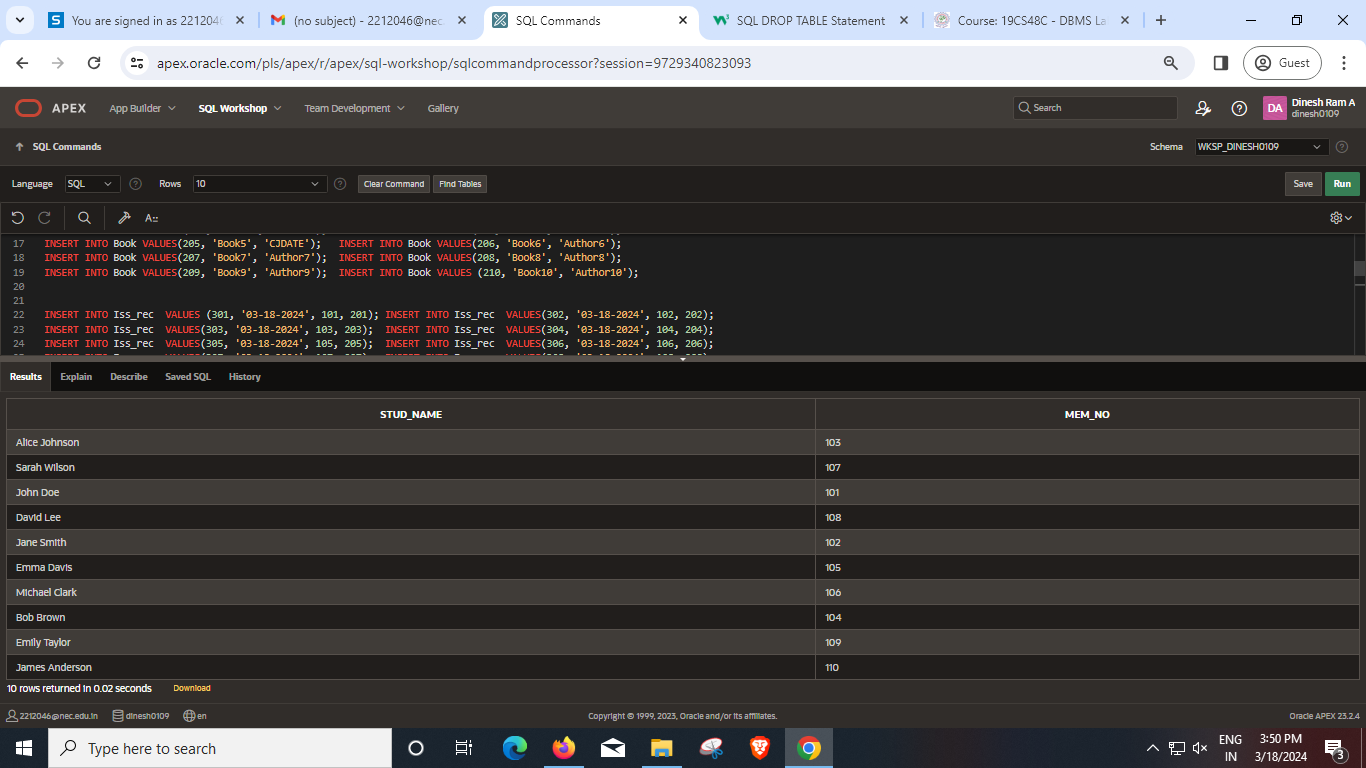 You are signed in as 22120460
(no subject) - 2212046@nec.
SQL Commands
SQL DROP TABLE Statement
Course: 19CS48C - DBMS La
apex.oracle.com/pls/apex/r/apex/sql-workshop/sqlcommandprocessor?session=9729340823093
Guest
APEX App Builder SQL Workshop Team Development Gallery Search DA Dinesh Ram A
dinesh0109
SQL Commands Schema WKSP_DINESH0109
Language SQL Rows 10 Clear Command Find Tables Save Run
A::
17 INSERT INTO Book VALUES(205, 'Book5', 'CJDATE'); INSERT INTO Book VALUES(206, 'Book6', 'Author6');
18 INSERT INTO Book VALUES(207, 'Book7', 'Author7'); INSERT INTO Book VALUES(208, 'Book8', 'Author8');
19 INSERT INTO Book VALUES(209, 'Book9', 'Author9'); INSERT INTO Book VALUES (210, 'Book10', 'Author10');
20
21
22 INSERT INTO Iss_rec VALUES (301, '03-18-2024', 101, 201); INSERT INTO Iss_rec VALUES(302, '03-18-2024', 102, 202);
23 INSERT INTO Iss_rec VALUES(303, '03-18-2024', 103, 203); INSERT INTO Iss_rec VALUES(304, '03-18-2024', 104, 204);
24 INSERT INTO Iss_rec VALUES(305, '03-18-2024', 105, 205); INSERT INTO Iss_rec VALUES(306, '03-18-2024', 106, 206);
Results Explain Describe Saved SQL History
STUD_NAME MEM_NO
Alice Johnson 103
Sarah Wilson 107
John Doe 101
David Lee 108
Jane Smith 102
Emma Davis 105
Michael Clark 106
Bob Brown 104
Emily Taylor 109
James Anderson 110
10 rows returned in 0.02 seconds Download
2212046@nec.edu.in dinesh0109 en Copyright © 1999, 2023, Oracle and/or its affiliates. Oracle APEX 23.2.4
Type here to search
ENG
IN
3:50 PM
3/18/2024
3